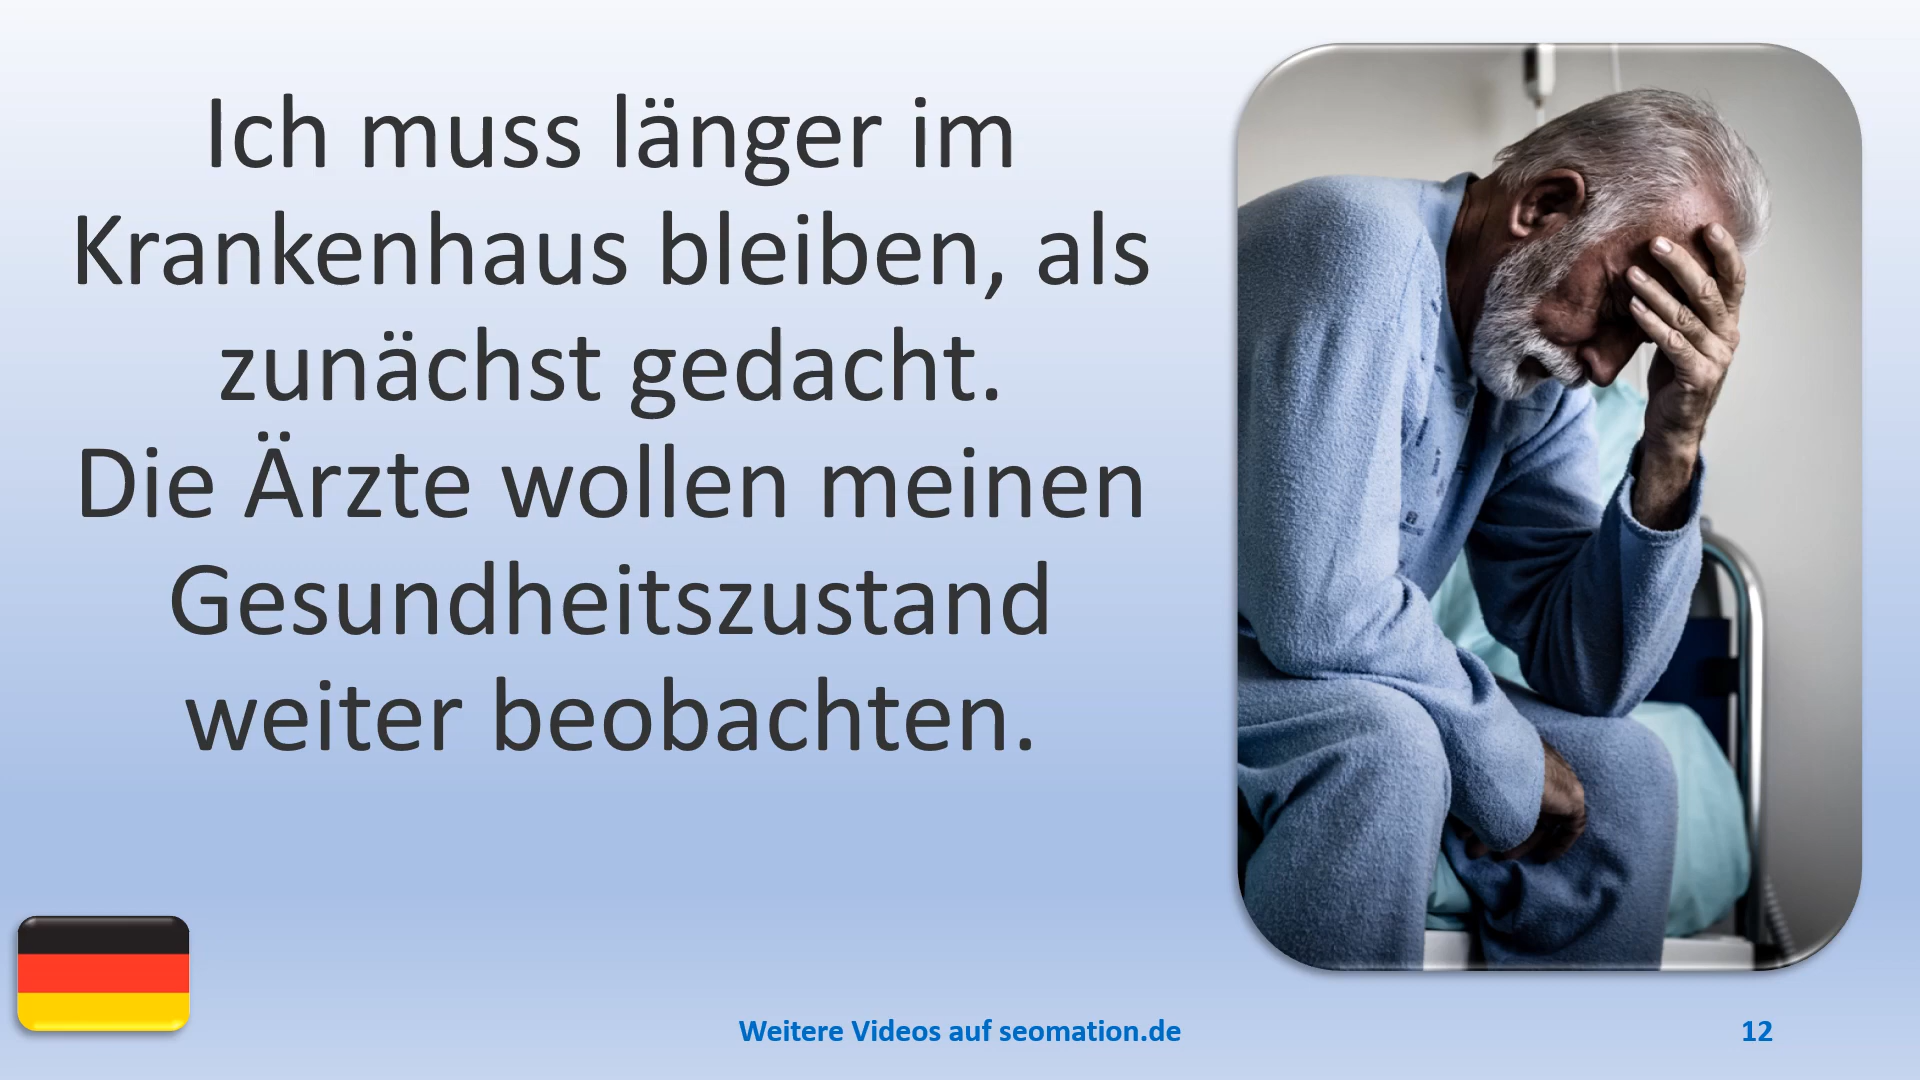 Ich muss länger im
Krankenhaus bleiben, als
zunächst gedacht.
Die Ärzte wollen meinen
Gesundheitszustand
weiter beobachten.
Weitere Videos auf seomation.de
12